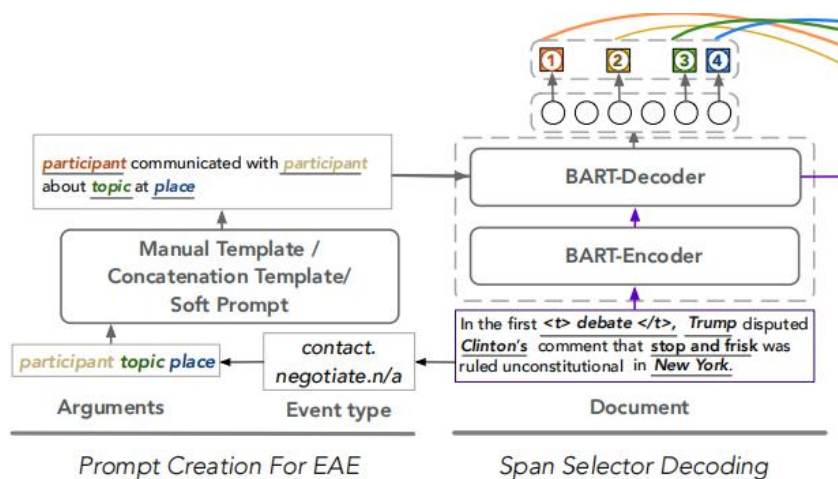 1 2 3 4
participant communicated with participant
about topic at place
BART-Decoder
Manual Template /
Concatenation Template/
Soft Prompt
BART-Encoder
participant topic place
contact.
negotiate.n/a
In the first <t> debate </t>, Trump disputed
Clinton's comment that stop and frisk was
ruled unconstitutional in New York.
Arguments
Event type
Document
Prompt Creation For EAE
Span Selector Decoding